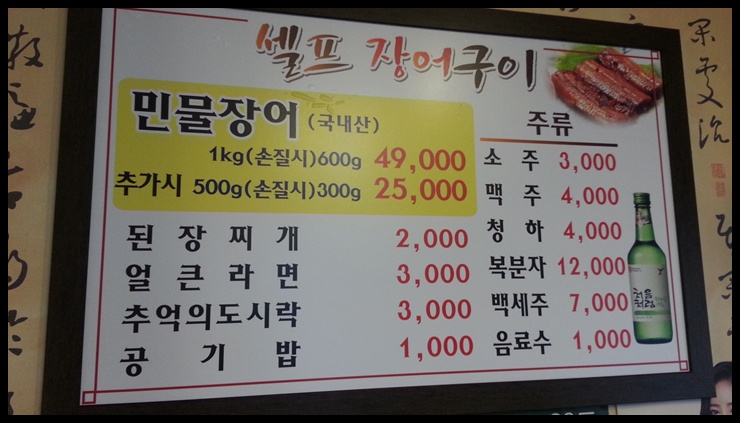 셀프 장어구이
민물장어 (국내산)
1kg(손질시)600g 49,000
추가시 500g(손질시)300g 25,000
된장찌개 2,000
얼큰라면 3,000
추억의도시락 3,000
공기밥 1,000
주류
소주 3,000
맥주 4,000
청하 4,000
복분자 12,000
백세주 7,000
음료수 1,000
처음
처럼